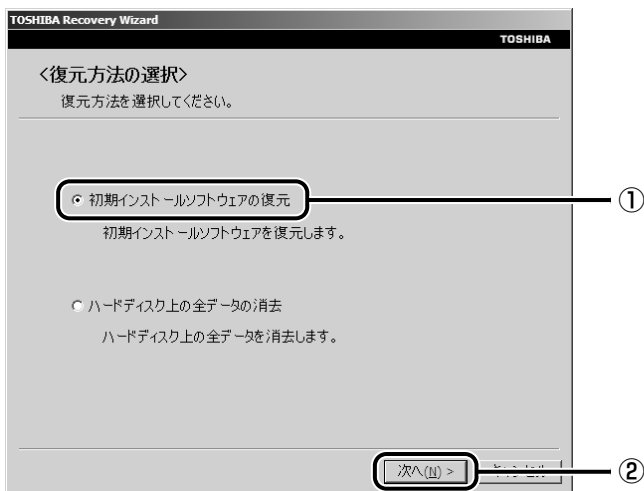 TOSHIBA Recovery Wizard
TOSHIBA
<復元方法の選択>
復元方法を選択してください。
初期インストールソフトウェアの復元
①
初期インストールソフトウェアを復元します。
ハードディスク上の全データの消去
ハードディスク上の全データを消去します。
次へ(N) >
②